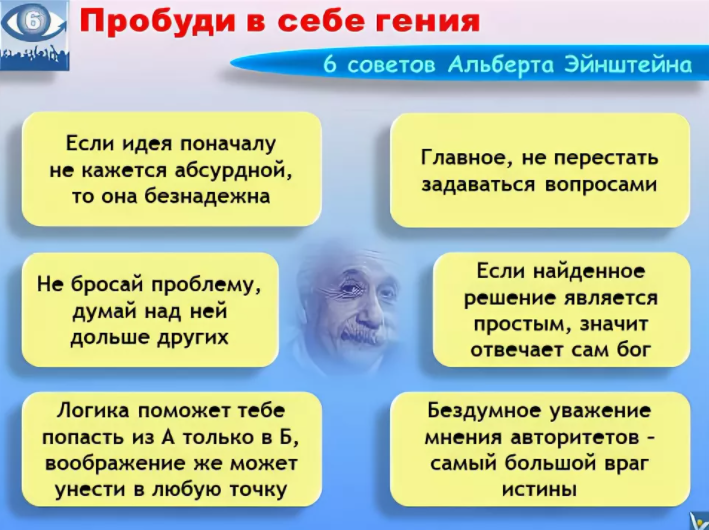 6
Пробуди в себе гения
6 советов Альберта Эйнштейна
Если идея поначалу
не кажется абсурдной,
то она безнадежна
Главное, не перестать
задаваться вопросами
Не бросай проблему,
думай над ней
дольше других
Если найденное
решение является
простым, значит
отвечает сам бог
Логика поможет тебе
попасть из А только в Б,
воображение же может
унести в любую точку
Бездумное уважение
мнения авторитетов –
самый большой враг
истины